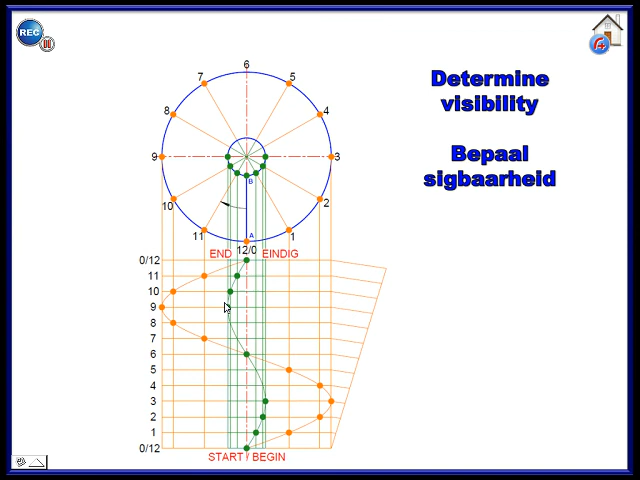 REC
Determine
visibility
Bepaal
sigbaarheid
6
7
5
8
4
9
3
10
2
11
1
12/0
B
A
END
EINDIG
0/12
11
10
9
8
7
6
5
4
3
2
1
0/12
START / BEGIN